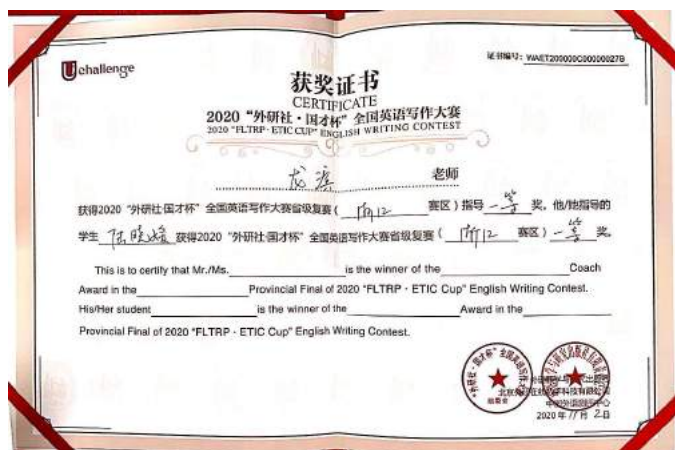 Uchallenge
证书编号: WAET200000C00000027B
获奖证书
CERTIFICATE
2020 “外研社·国才杯” 全国英语写作大赛
2020 “FLTRP·ETIC CUP” ENGLISH WRITING CONTEST
龙 老师
获得2020 “外研社·国才杯” 全国英语写作大赛省级复赛 ( 浙江 赛区 ) 指导 一等 奖, 他/她指导的
学生 陈晓 获得2020 “外研社·国才杯” 全国英语写作大赛省级复赛 ( 浙江 赛区 ) 一等 奖
This is to certify that Mr./Ms. is the winner of the Coach
Award in the Provincial Final of 2020 “FLTRP · ETIC Cup” English Writing Contest.
His/Her student is the winner of the Award in the
Provincial Final of 2020 “FLTRP · ETIC Cup” English Writing Contest.
2020 年 11 月 2 日